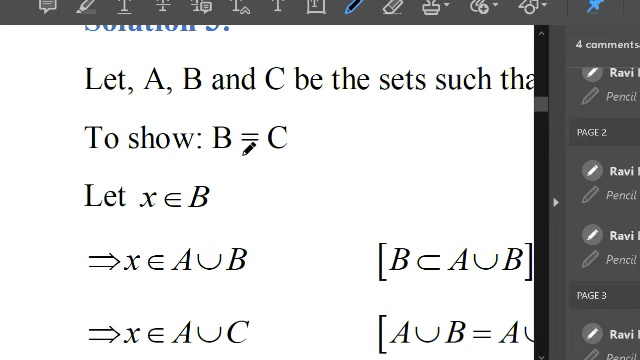 Solution 5:
Let, A, B and C be the sets such tha
To show: B = C
Let x ∈ B
⇒ x ∈ A ∪ B [B ⊂ A ∪ B]
⇒ x ∈ A ∪ C [A ∪ B = A ∪
4 comments
Ravi
Pencil
PAGE 2
Ravi
Pencil
Ravi
Pencil
PAGE 3
Ravi
Pencil